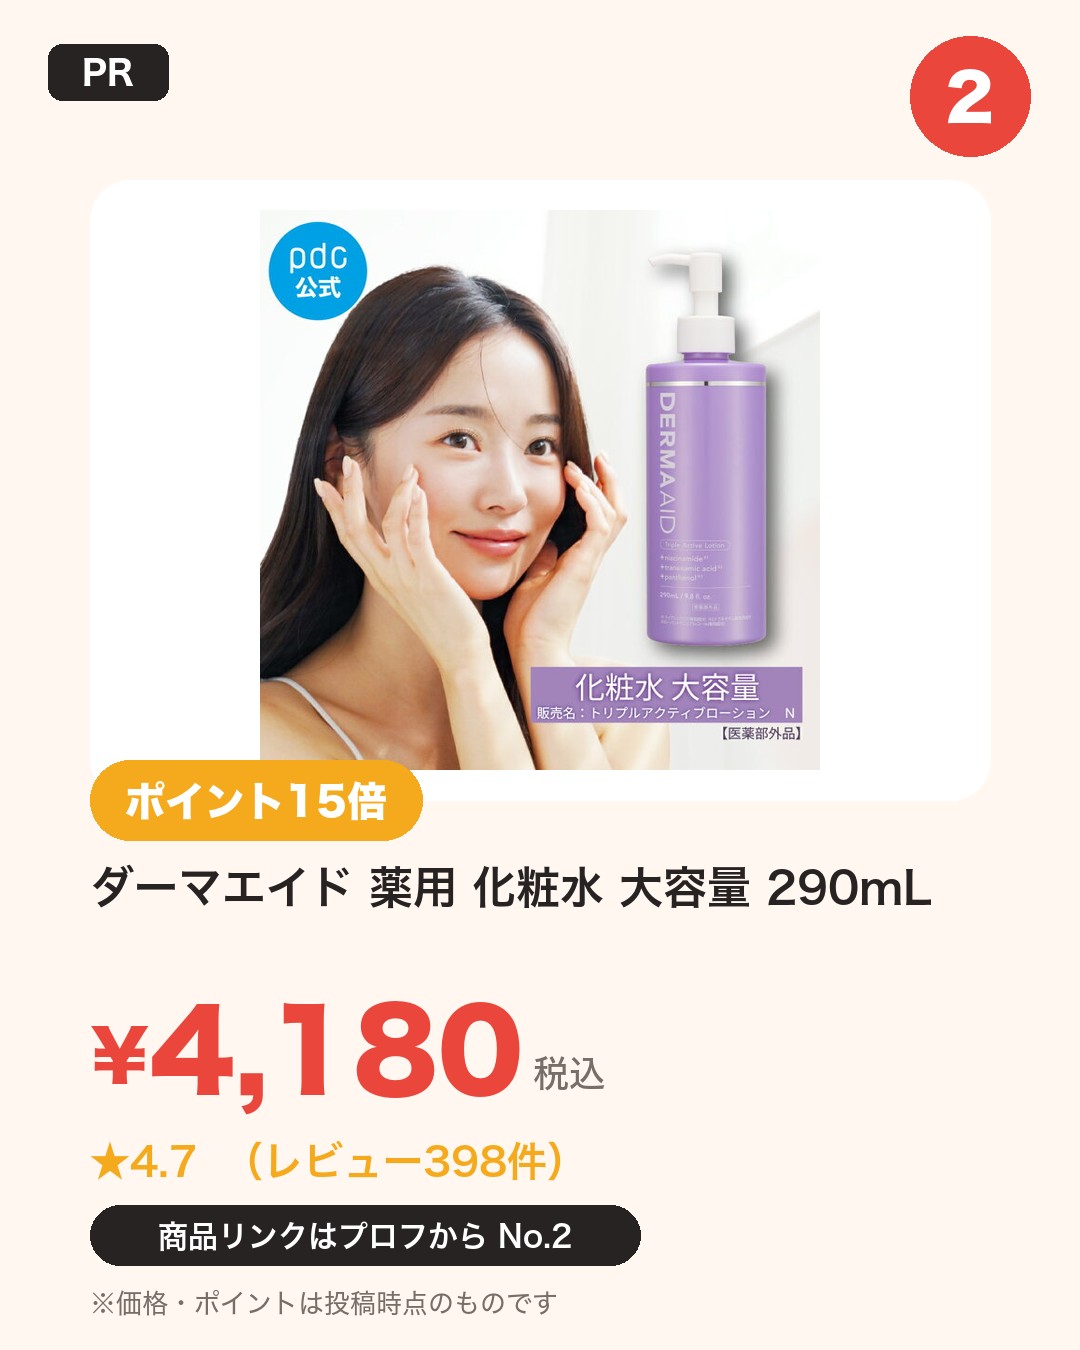 PR
2
pdc
公式
DERMA AID
Triple Active Lotion
+niacinamide
+tranexamic acid
+panthenol
290mL / 9.8 fl. oz.
化粧水 大容量
販売名：トリプルアクティブローション N
【医薬部外品】
ポイント15倍
ダーマエイド 薬用 化粧水 大容量 290mL
¥4,180 税込
★4.7 （レビュー398件）
商品リンクはプロフから No.2
※価格・ポイントは投稿時点のものです